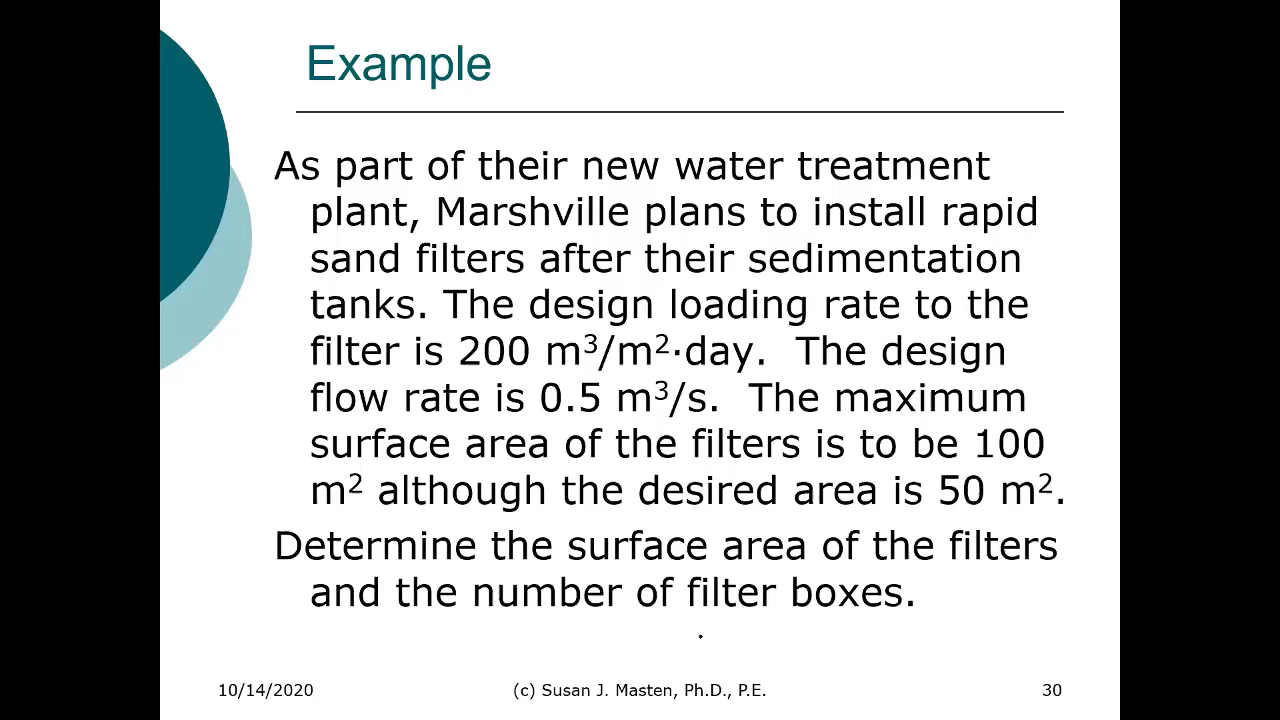 Example
As part of their new water treatment
plant, Marshville plans to install rapid
sand filters after their sedimentation
tanks. The design loading rate to the
filter is 200 m³/m²·day.  The design
flow rate is 0.5 m³/s.  The maximum
surface area of the filters is to be 100
m² although the desired area is 50 m².
Determine the surface area of the filters
and the number of filter boxes.
10/14/2020 (c) Susan J. Masten, Ph.D., P.E. 30